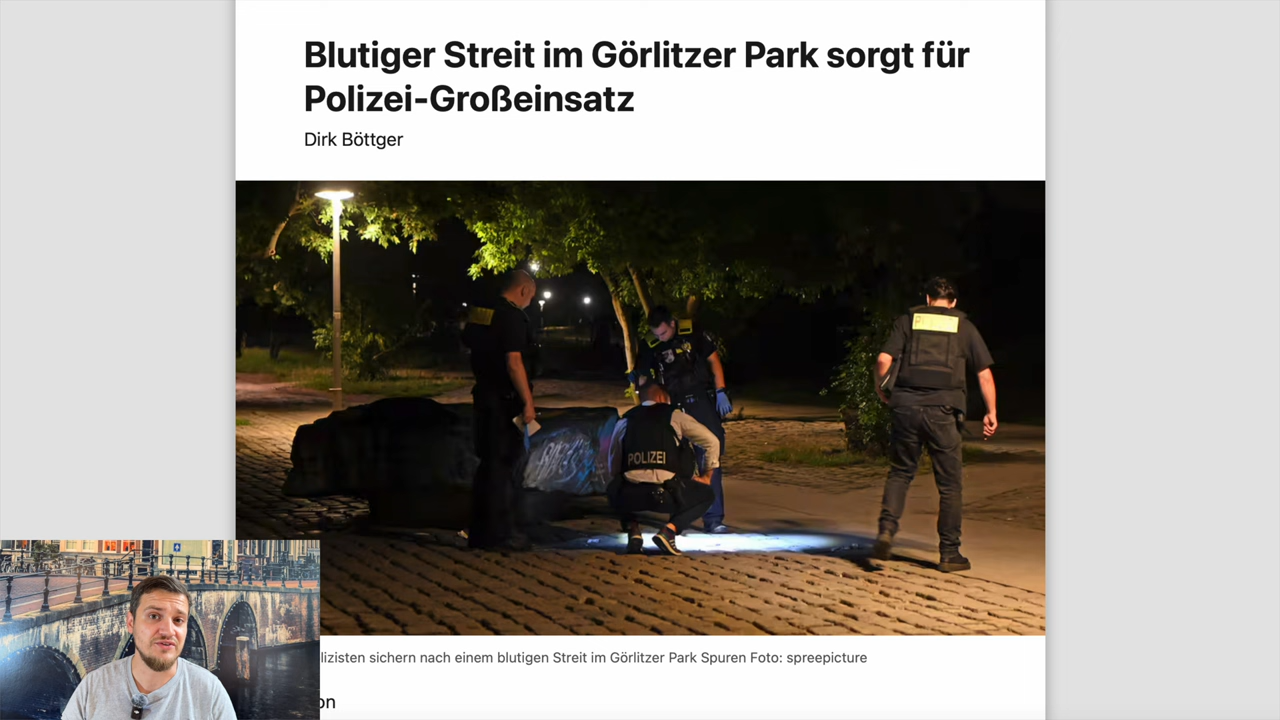 Blutiger Streit im Görlitzer Park sorgt für
Polizei-Großeinsatz
Dirk Böttger
POLIZEI
lizisten sichern nach einem blutigen Streit im Görlitzer Park Spuren Foto: spreepicture
on